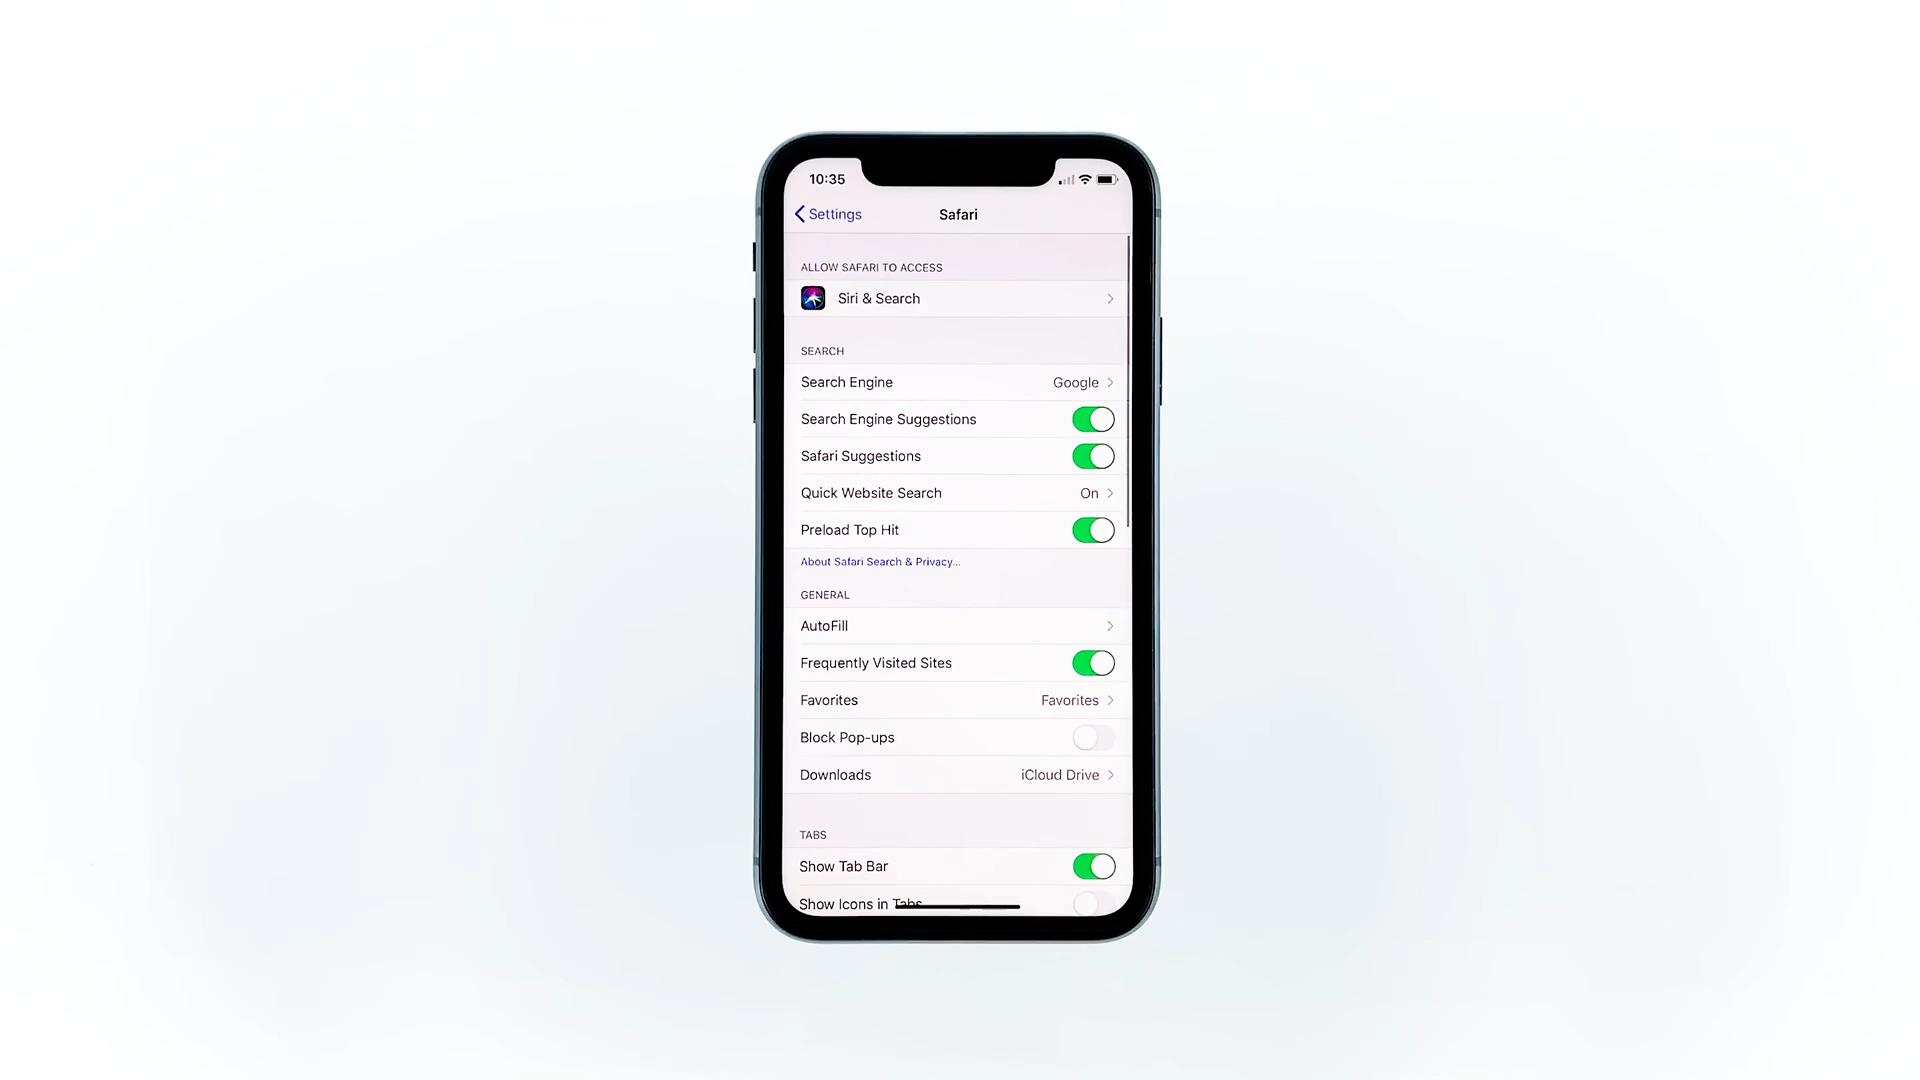 10:35
Settings
Safari
ALLOW SAFARI TO ACCESS
Siri & Search
SEARCH
Search Engine Google
Search Engine Suggestions
Safari Suggestions
Quick Website Search On
Preload Top Hit
About Safari Search & Privacy...
GENERAL
AutoFill
Frequently Visited Sites
Favorites Favorites
Block Pop-ups
Downloads iCloud Drive
TABS
Show Tab Bar
Show Icons in Tabs